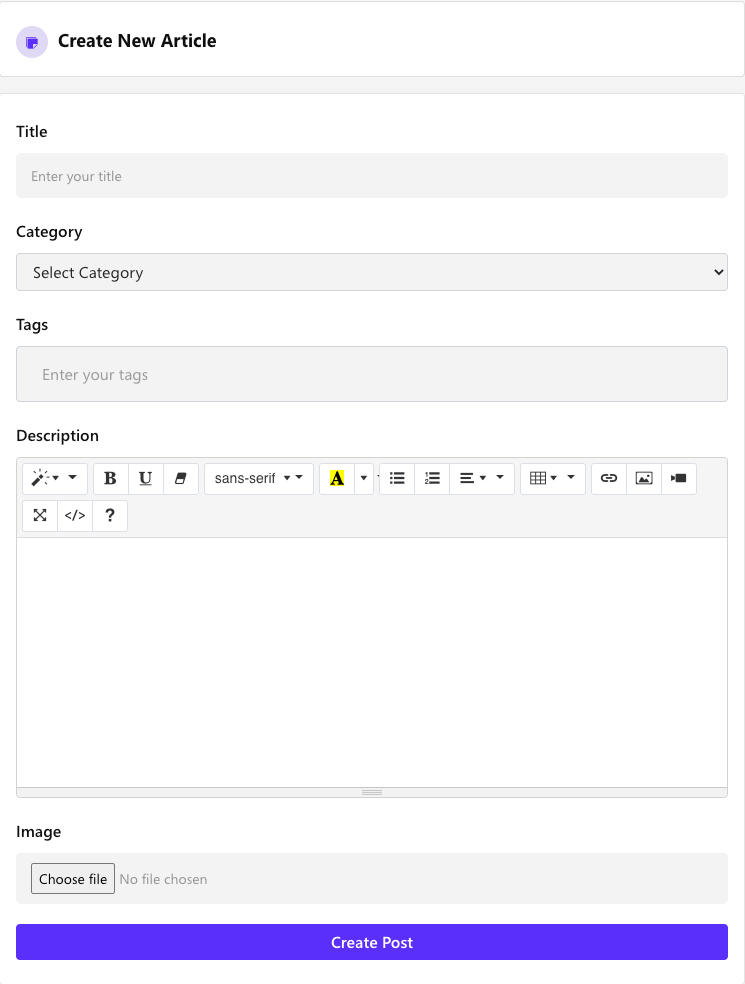 Create New Article
Title
Enter your title
Category
Select Category
Tags
Enter your tags
Description
B U sans-serif A
</> ?
Image
Choose file No file chosen
Create Post